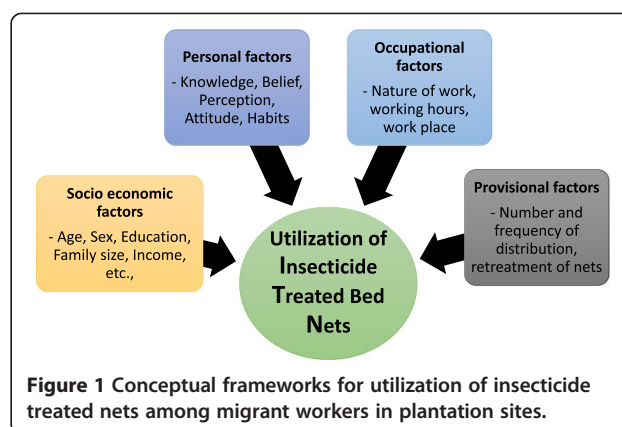 Personal factors
- Knowledge, Belief,
Perception,
Attitude, Habits
Occupational
factors
- Nature of work,
working hours,
work place
Socio economic
factors
- Age, Sex, Education,
Family size, Income,
etc.,
Provisional factors
- Number and
frequency of
distribution,
retreatment of nets
Utilization of
Insecticide
Treated Bed
Nets
Figure 1 Conceptual frameworks for utilization of insecticide
treated nets among migrant workers in plantation sites.